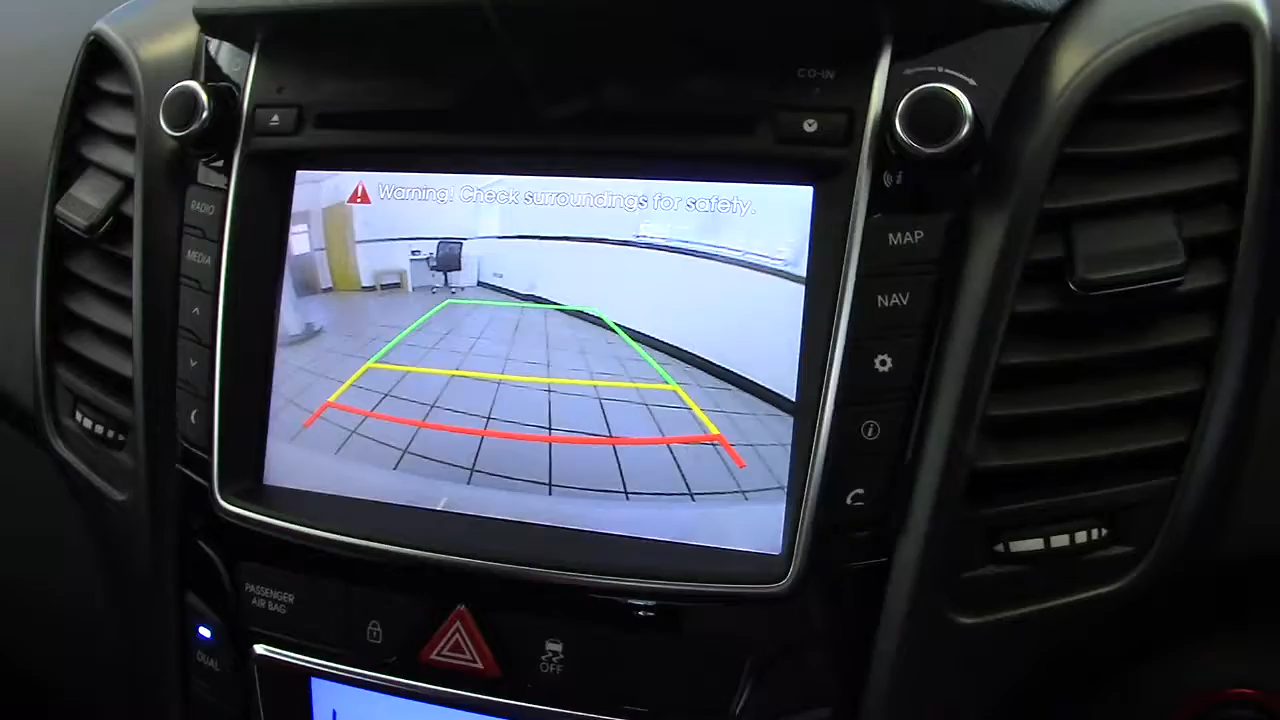 CD-IN
RADIO
MEDIA
Warning! Check surroundings for safety.
MAP
NAV
PASSENGER
AIR BAG
DUAL
OFF